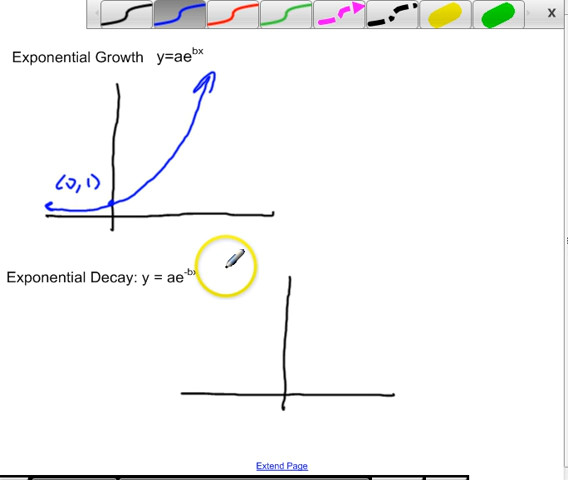 x
Exponential Growth y=ae^bx
(0,1)
Exponential Decay: y = ae^-bx
Extend Page